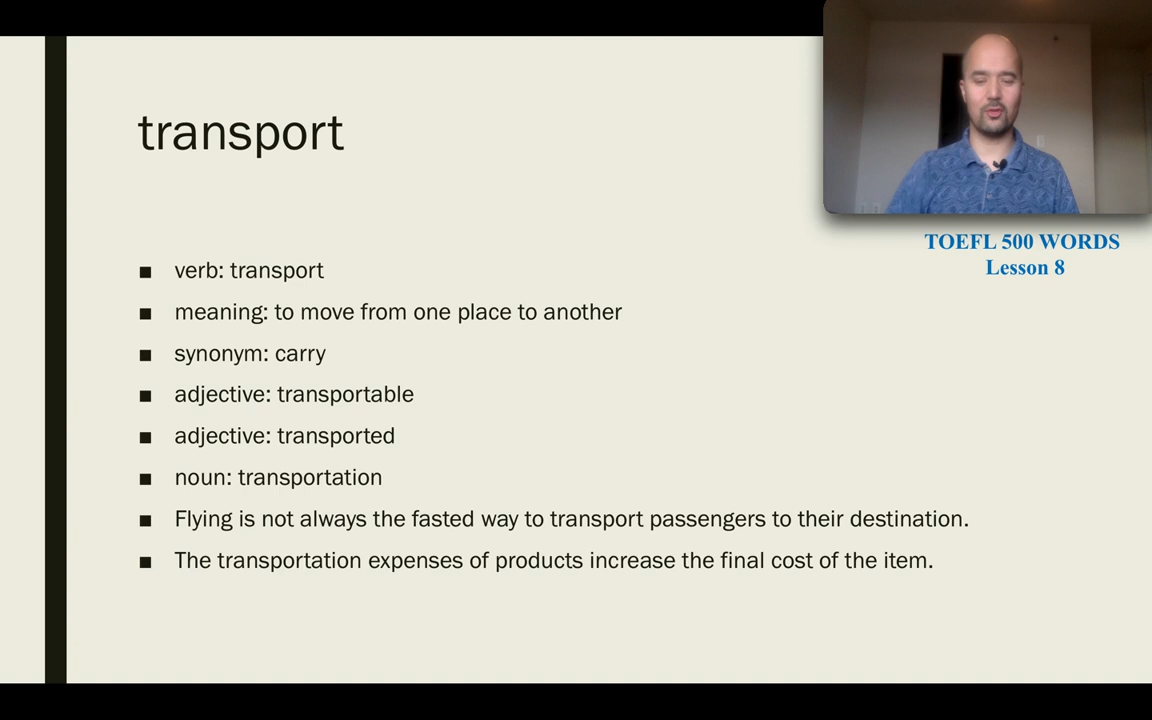 transport
TOEFL 500 WORDS
Lesson 8
■ verb: transport
■ meaning: to move from one place to another
■ synonym: carry
■ adjective: transportable
■ adjective: transported
■ noun: transportation
■ Flying is not always the fasted way to transport passengers to their destination.
■ The transportation expenses of products increase the final cost of the item.